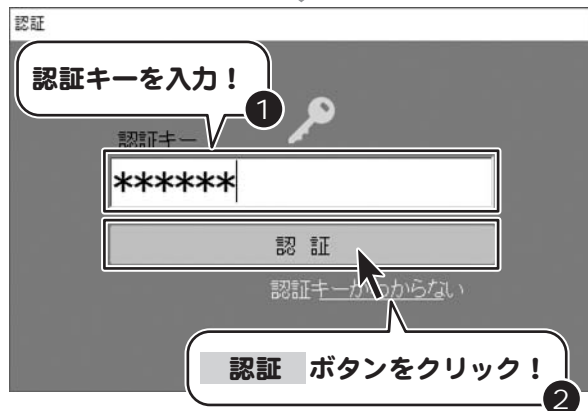 認証
認証キーを入力！
1
認証キー
******
認 証
認証キーがわからない
認証 ボタンをクリック！
2